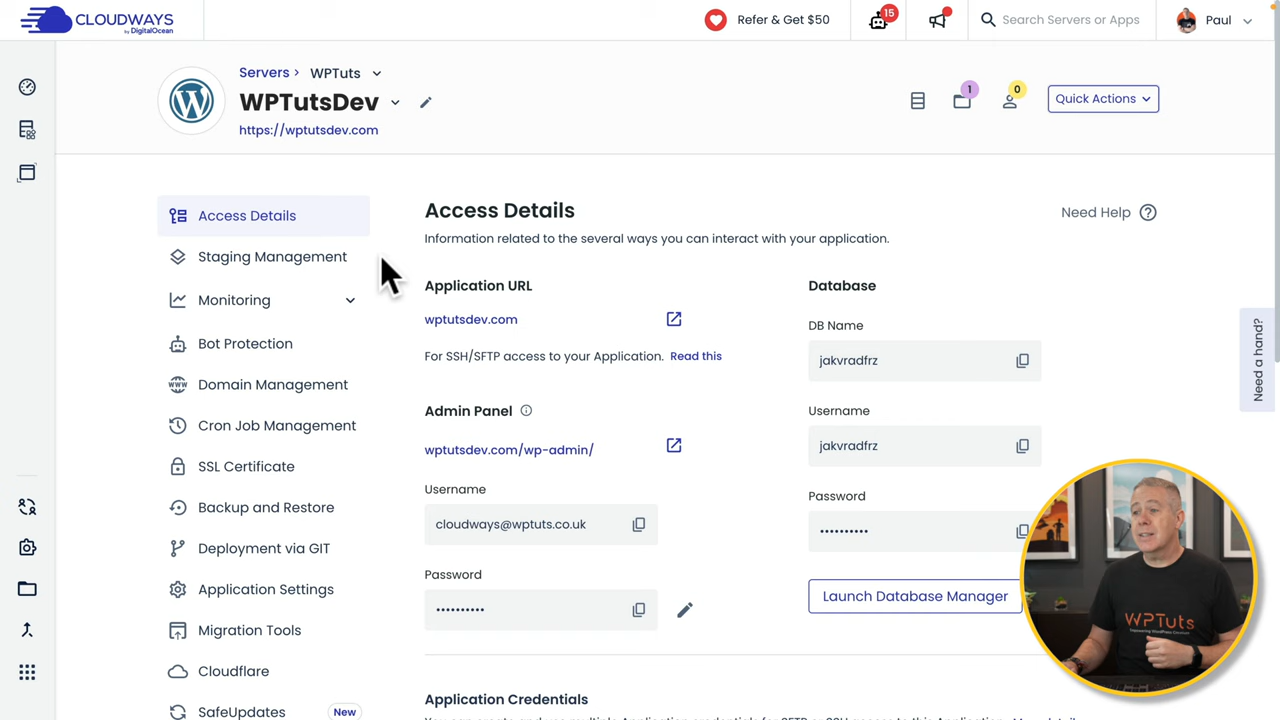 CLOUDWAYS
by DigitalOcean
Refer & Get $50
15
Search Servers or Apps
Paul
Servers >
WPTuts
WPTutsDev
https://wptutsdev.com
1
0
Quick Actions
Access Details
Staging Management
Monitoring
Bot Protection
Domain Management
Cron Job Management
SSL Certificate
Backup and Restore
Deployment via GIT
Application Settings
Migration Tools
Cloudflare
SafeUpdates
New
Access Details
Need Help
Information related to the several ways you can interact with your application.
Application URL
wptutsdev.com
For SSH/SFTP access to your Application. Read this
Admin Panel
wptutsdev.com/wp-admin/
Username
cloudways@wptuts.co.uk
Password
••••••••••
Database
DB Name
jakvradfrz
Username
jakvradfrz
Password
••••••••••
Launch Database Manager
Application Credentials
Need a hand?
WPTuts